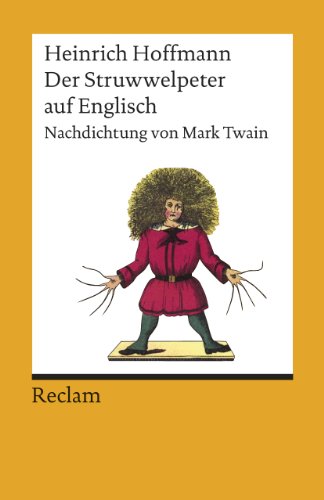 Heinrich Hoffmann
Der Struwwelpeter
auf Englisch
Nachdichtung von Mark Twain
Reclam